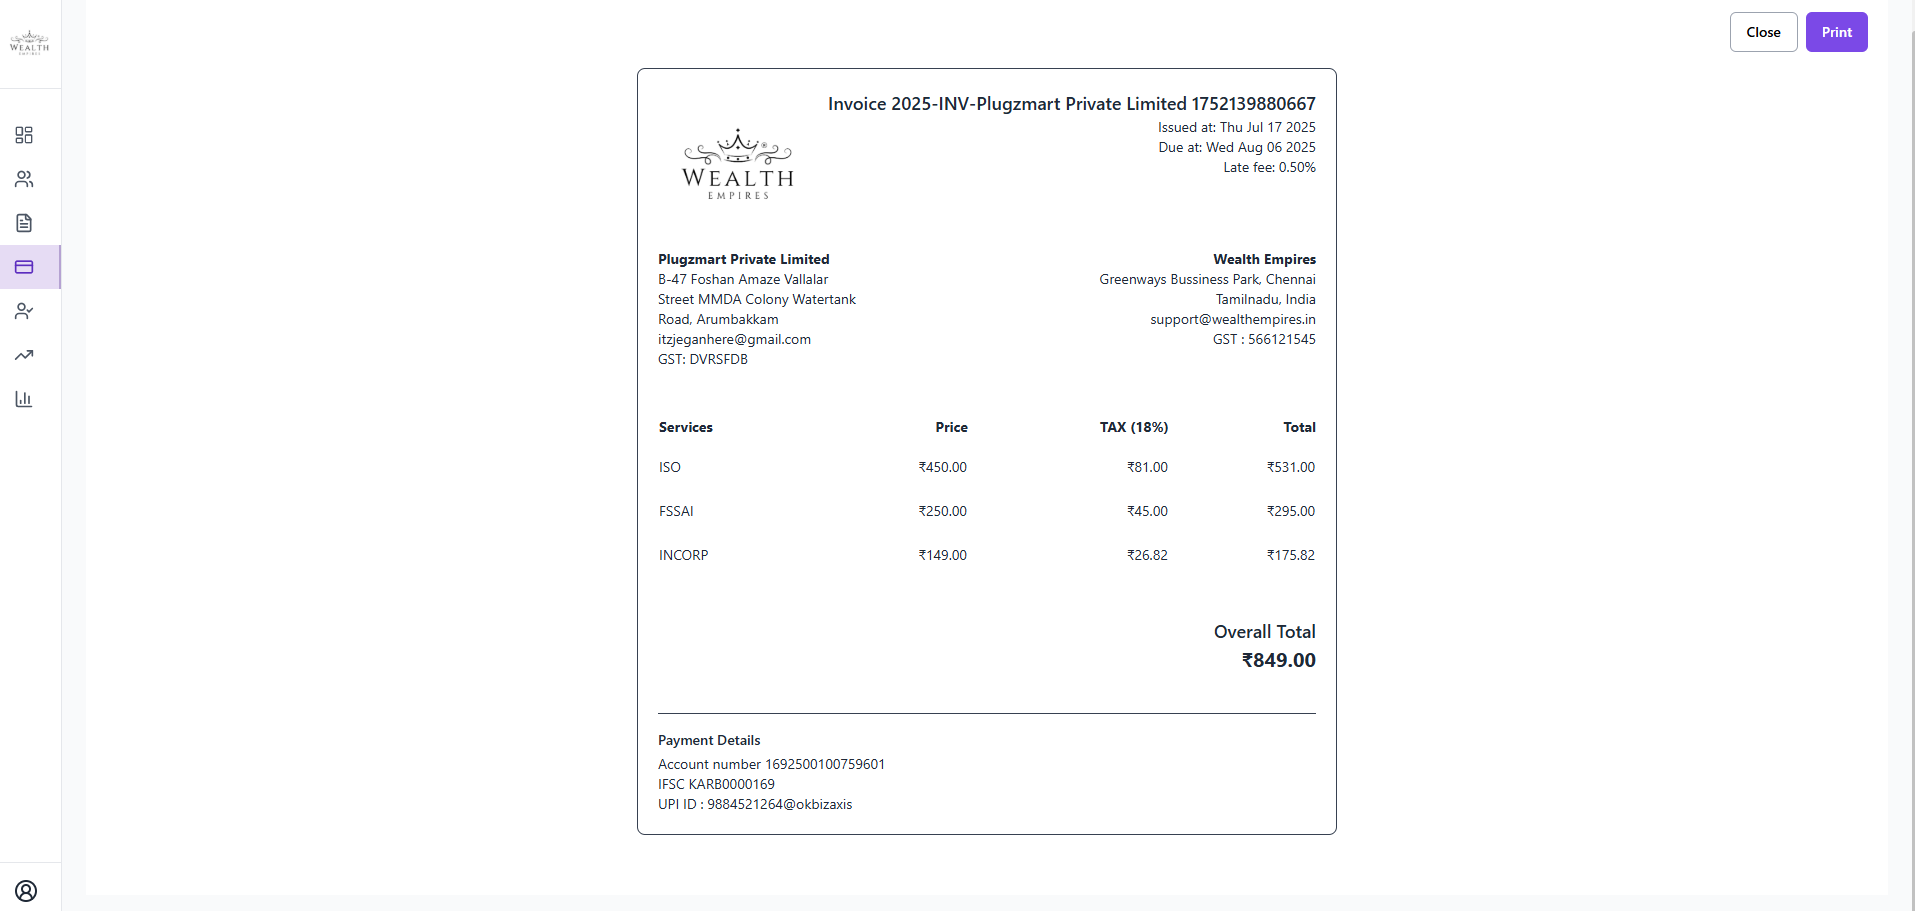 WEALTH
EMPIRES
Close
Print
Invoice 2025-INV-Plugzmart Private Limited 1752139880667
Issued at: Thu Jul 17 2025
Due at: Wed Aug 06 2025
Late fee: 0.50%
WEALTH
EMPIRES
Plugzmart Private Limited
B-47 Foshan Amaze Vallalar
Street MMDA Colony Watertank
Road, Arumbakkam
itzjeganhere@gmail.com
GST: DVRSFDB
Wealth Empires
Greenways Bussiness Park, Chennai
Tamilnadu, India
support@wealthempires.in
GST : 566121545
Services Price TAX (18%) Total
ISO ₹450.00 ₹81.00 ₹531.00
FSSAI ₹250.00 ₹45.00 ₹295.00
INCORP ₹149.00 ₹26.82 ₹175.82
Overall Total
₹849.00
Payment Details
Account number 1692500100759601
IFSC KARB0000169
UPI ID : 9884521264@okbizaxis